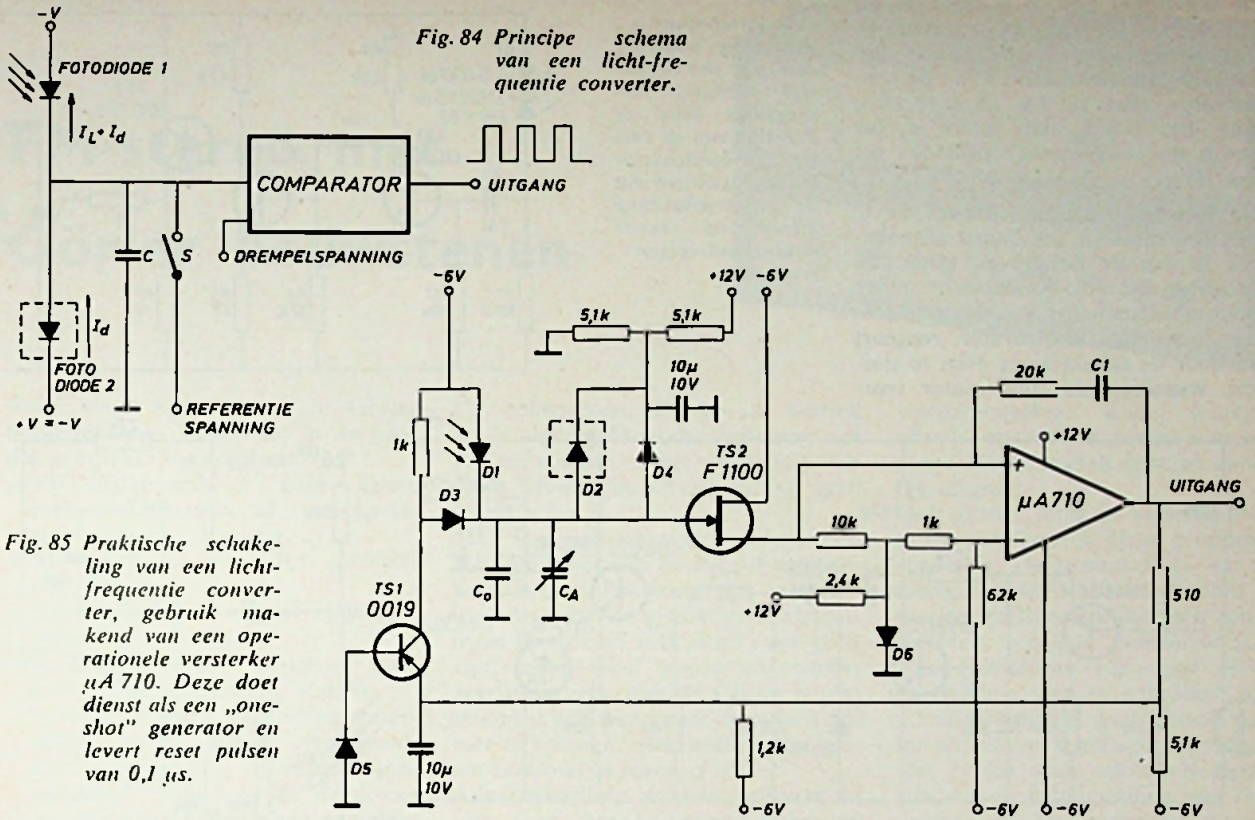 Fig. 84 Principe schema
van een licht-fre-
quentie converter.
-V
FOTODIODE 1
I_L + I_d
COMPARATOR
UITGANG
DREMPELSPANNING
C
S
I_d
FOTO
DIODE 2
+V = -V
REFERENTIE
SPANNING
Fig. 85 Praktische schake-
ling van een licht-
frequentie conver-
ter, gebruik ma-
kend van een ope-
rationele versterker
µA 710. Deze doet
dienst als een „one-
shot" generator en
levert reset pulsen
van 0,1 µs.
-6V
1k
D1
D3
TS1
0019
D5
10µ
10V
C₀
C_A
5,1k
5,1k
+12V
-6V
10µ
10V
D2
D4
TS2
F1100
20k
C1
+12V
+
µA710
-
UITGANG
10k
1k
2,4k
+12V
D6
62k
510
1,2k
5,1k
-6V
-6V
-6V
-6V